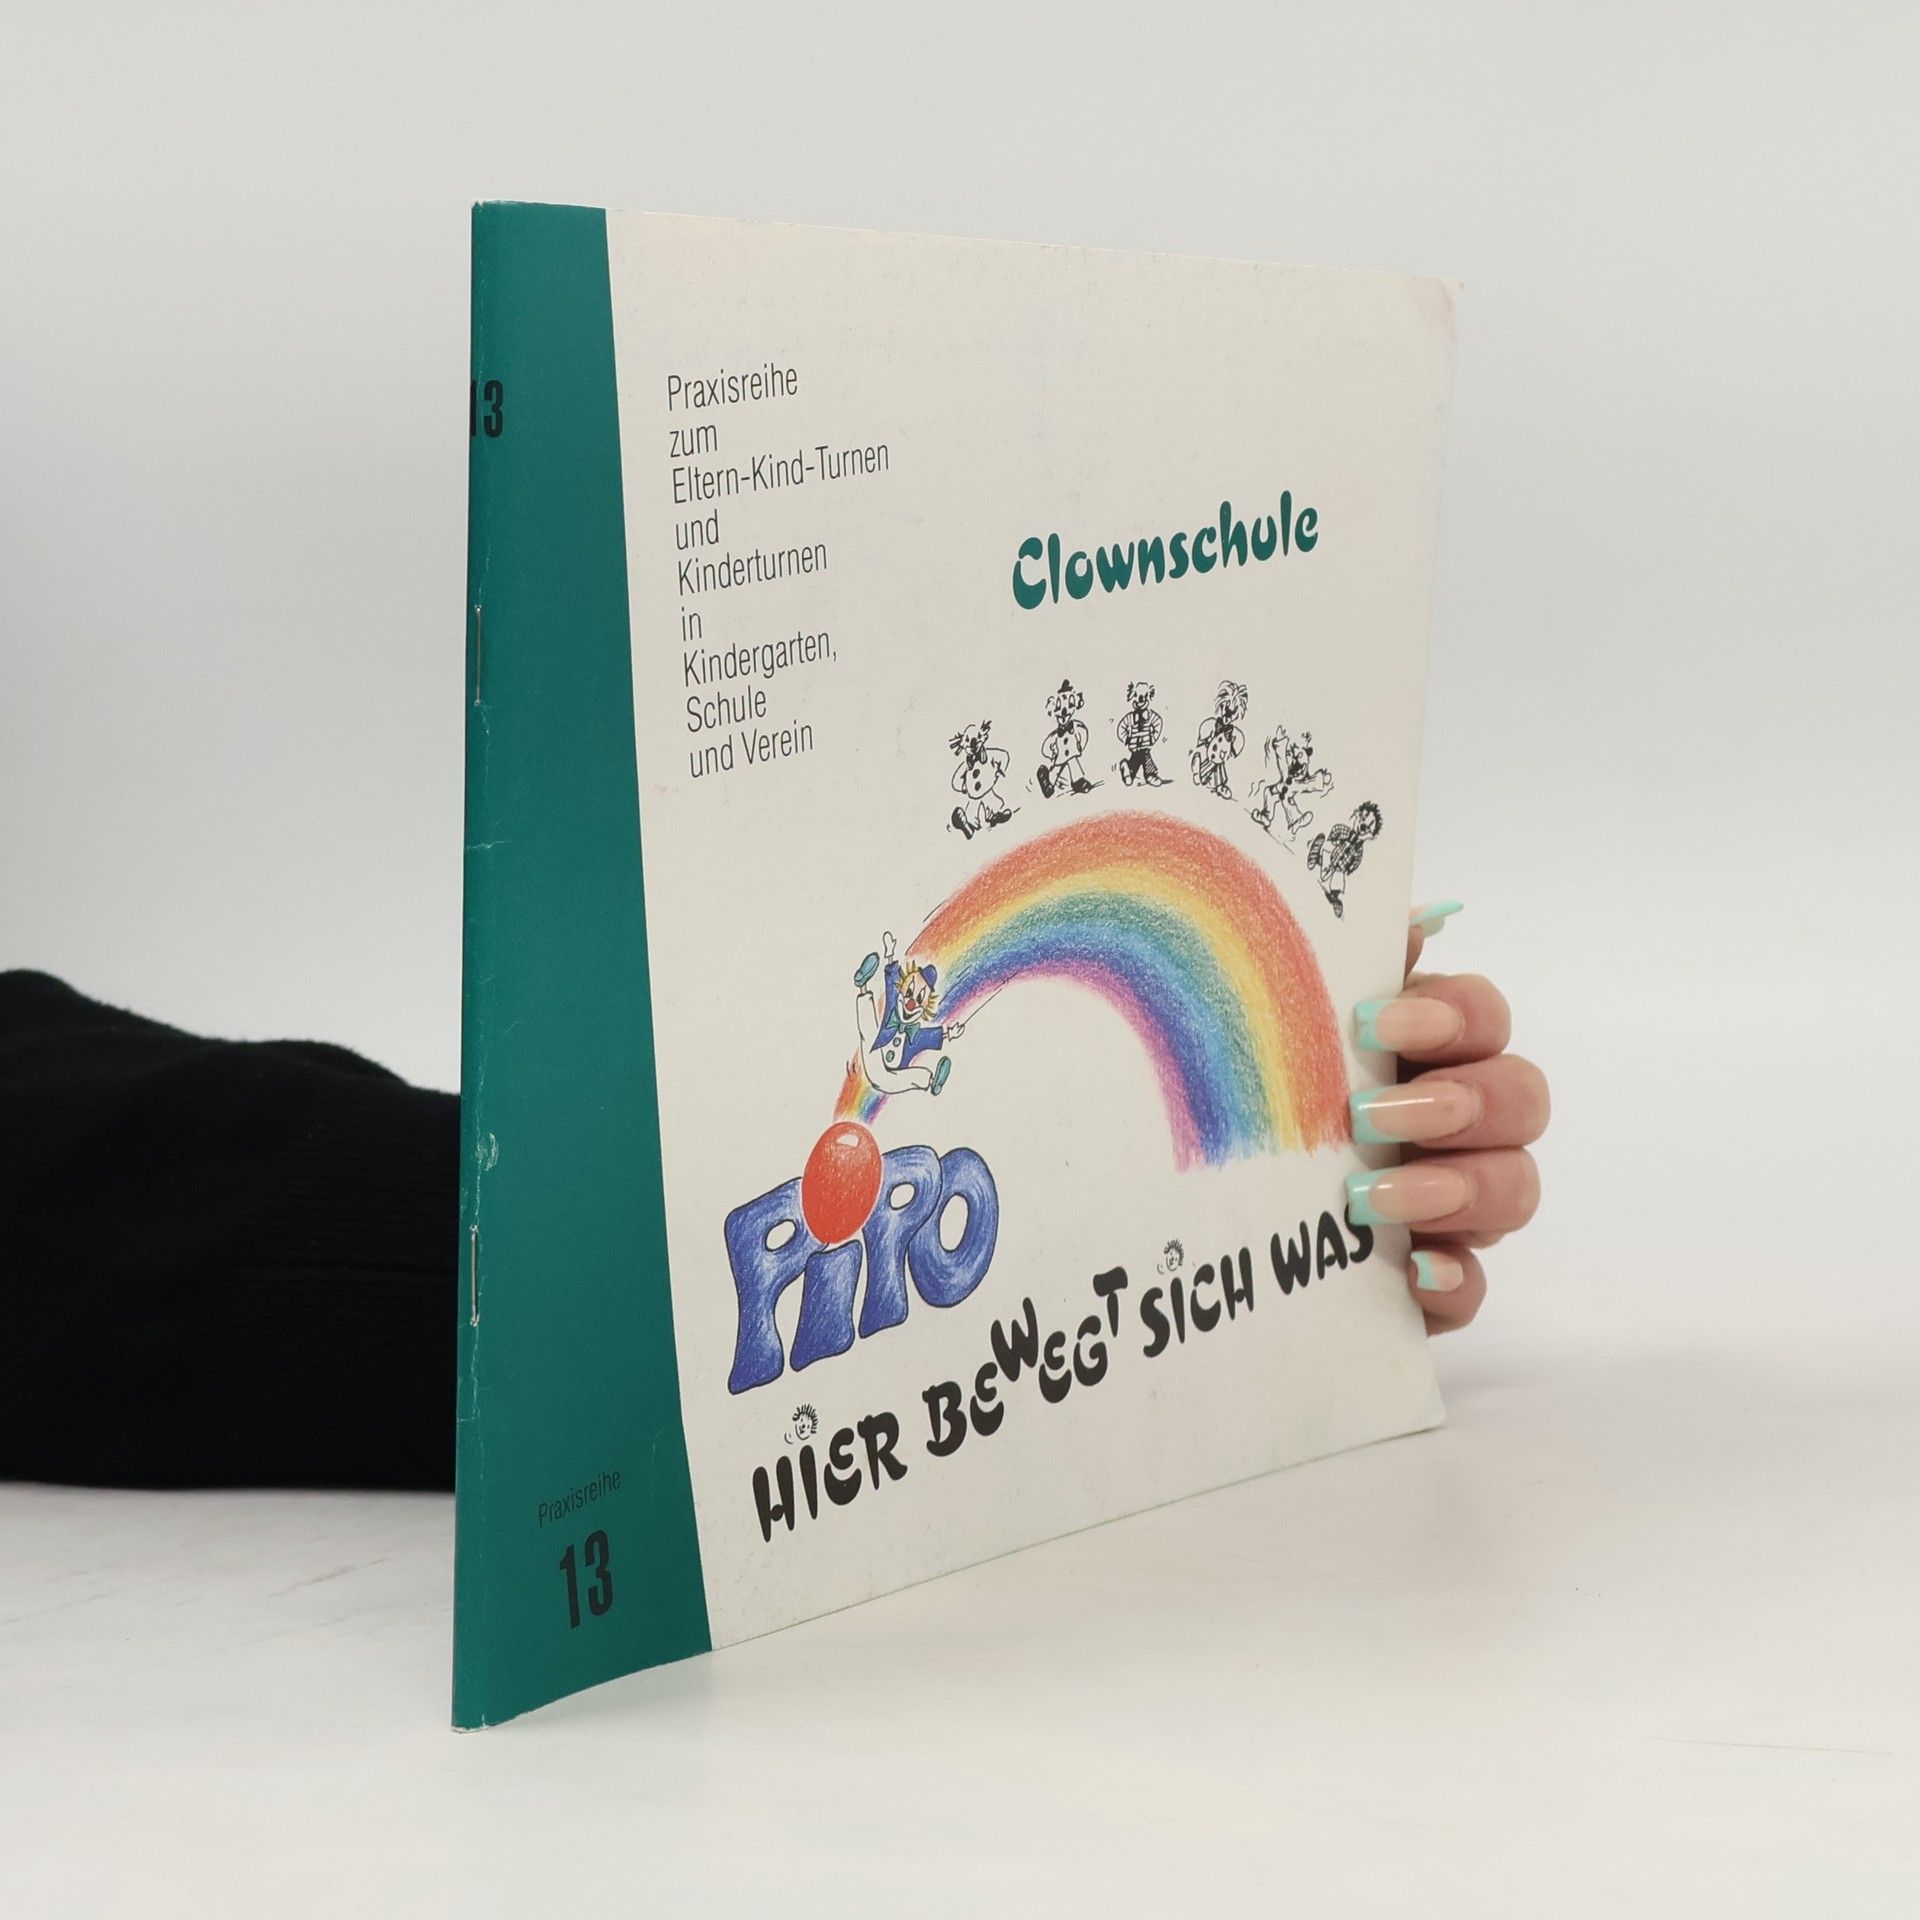 13
Praxisreihe
zum
Eltern-Kind-Turnen
und
Kinderturnen
in
Kindergarten,
Schule
und Verein
Clownschule
PiPO
HiER BEWEGT SiCH WAS
Praxisreihe
13